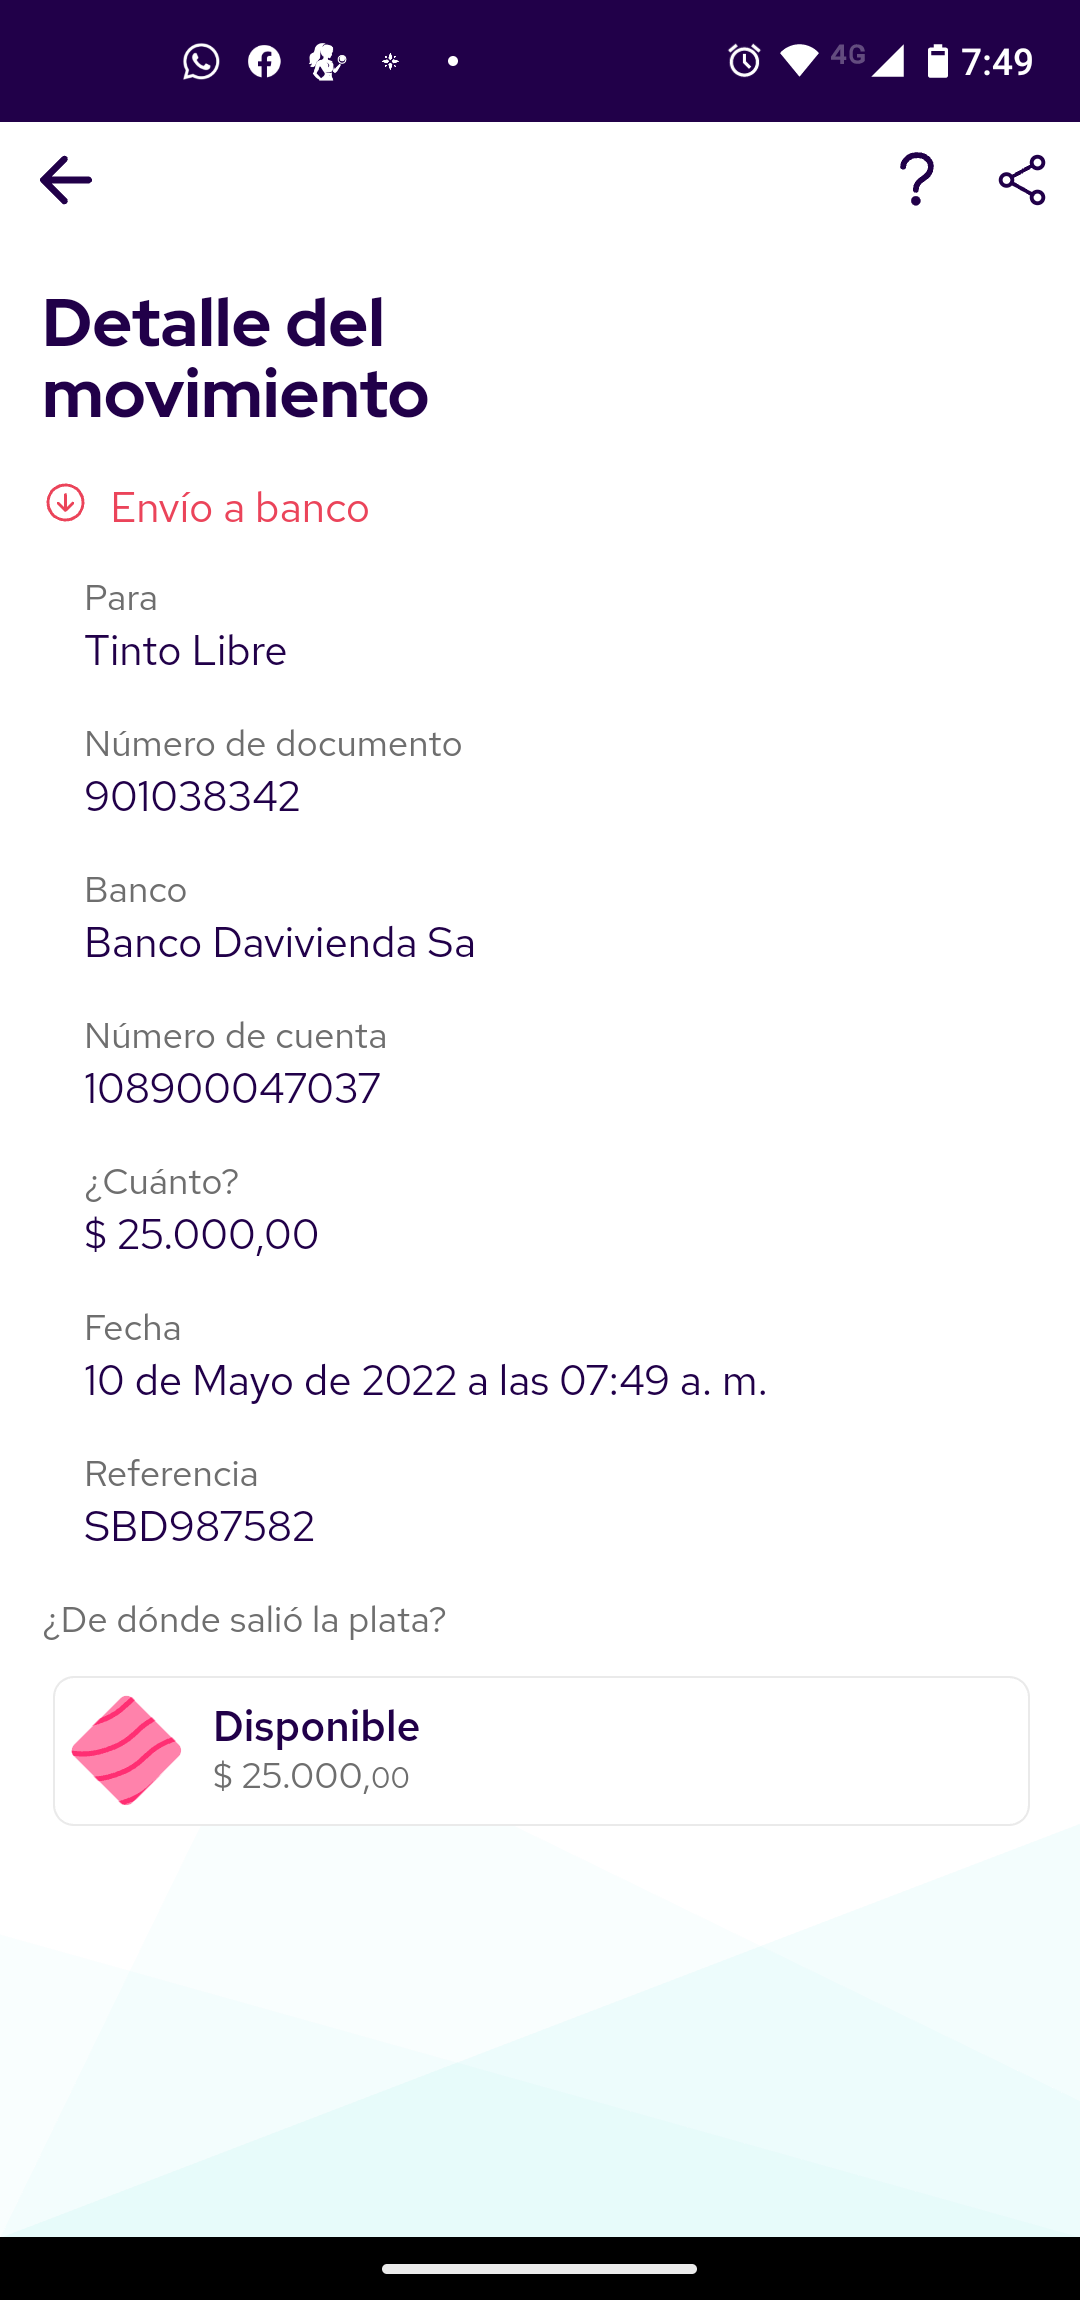 4G 7:49
Detalle del
movimiento
Envío a banco
Para
Tinto Libre
Número de documento
901038342
Banco
Banco Davivienda Sa
Número de cuenta
108900047037
¿Cuánto?
$ 25.000,00
Fecha
10 de Mayo de 2022 a las 07:49 a. m.
Referencia
SBD987582
¿De dónde salió la plata?
Disponible
$ 25.000,00